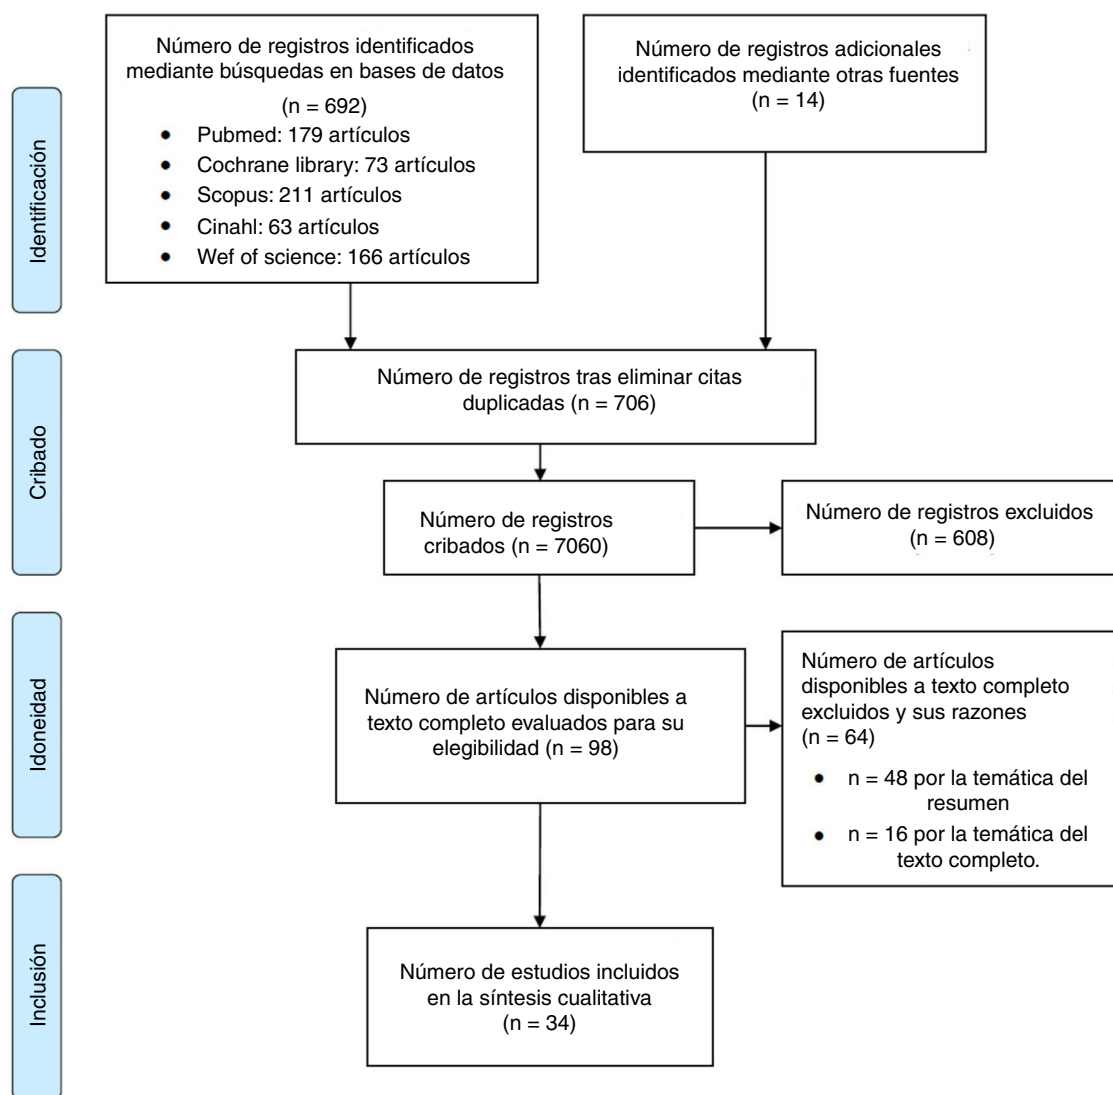 Identificación
Número de registros identificados
mediante búsquedas en bases de datos
(n = 692)
• Pubmed: 179 artículos
• Cochrane library: 73 artículos
• Scopus: 211 artículos
• Cinahl: 63 artículos
• Wef of science: 166 artículos
Número de registros adicionales
identificados mediante otras fuentes
(n = 14)
Cribado
Número de registros tras eliminar citas
duplicadas (n = 706)
Número de registros
cribados (n = 7060)
Número de registros excluidos
(n = 608)
Idoneidad
Número de artículos disponibles a
texto completo evaluados para su
elegibilidad (n = 98)
Número de artículos
disponibles a texto completo
excluidos y sus razones
(n = 64)
• n = 48 por la temática del
resumen
• n = 16 por la temática del
texto completo.
Inclusión
Número de estudios incluidos
en la síntesis cualitativa
(n = 34)